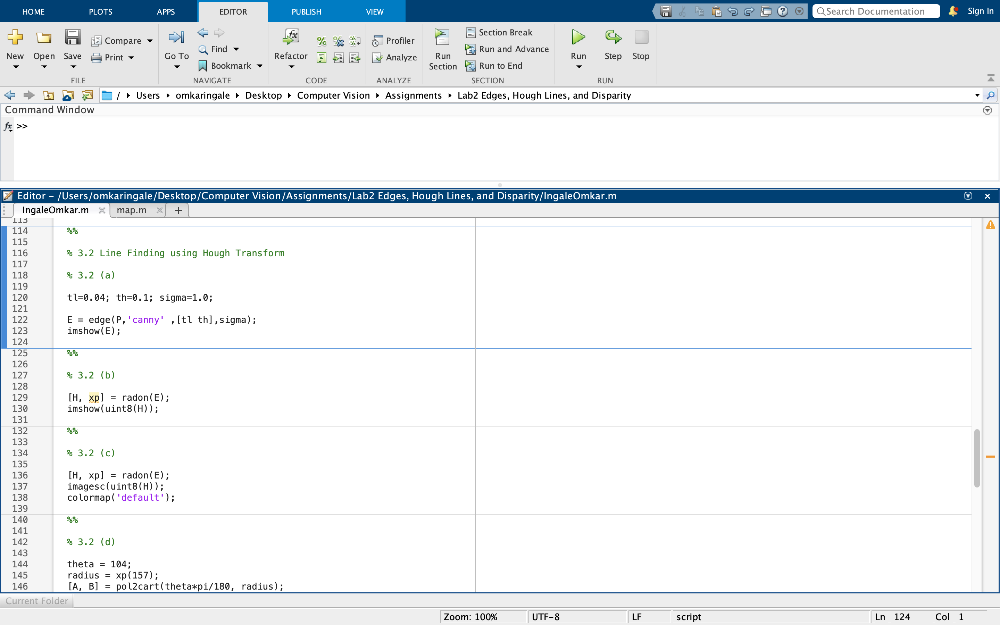 HOME PLOTS APPS EDITOR PUBLISH VIEW Search Documentation Sign In
New Open Save Compare Print
FILE
Go To Find Bookmark
NAVIGATE
Refactor
CODE
Profiler
Analyze
ANALYZE
Run Section
Section Break
Run and Advance
Run to End
SECTION
Run Step Stop
RUN
/ Users omkaringale Desktop Computer Vision Assignments Lab2 Edges, Hough Lines, and Disparity
Command Window
fx >>
Editor – /Users/omkaringale/Desktop/Computer Vision/Assignments/Lab2 Edges, Hough Lines, and Disparity/IngaleOmkar.m
IngaleOmkar.m map.m +
113
114 %%
115
116 % 3.2 Line Finding using Hough Transform
117
118 % 3.2 (a)
119
120 tl=0.04; th=0.1; sigma=1.0;
121
122 E = edge(P,'canny' ,[tl th],sigma);
123 imshow(E);
124
125 %%
126
127 % 3.2 (b)
128
129 [H, xp] = radon(E);
130 imshow(uint8(H));
131
132 %%
133
134 % 3.2 (c)
135
136 [H, xp] = radon(E);
137 imagesc(uint8(H));
138 colormap('default');
139
140 %%
141
142 % 3.2 (d)
143
144 theta = 104;
145 radius = xp(157);
146 [A, B] = pol2cart(theta*pi/180, radius);
Current Folder
Zoom: 100% UTF-8 LF script Ln 124 Col 1